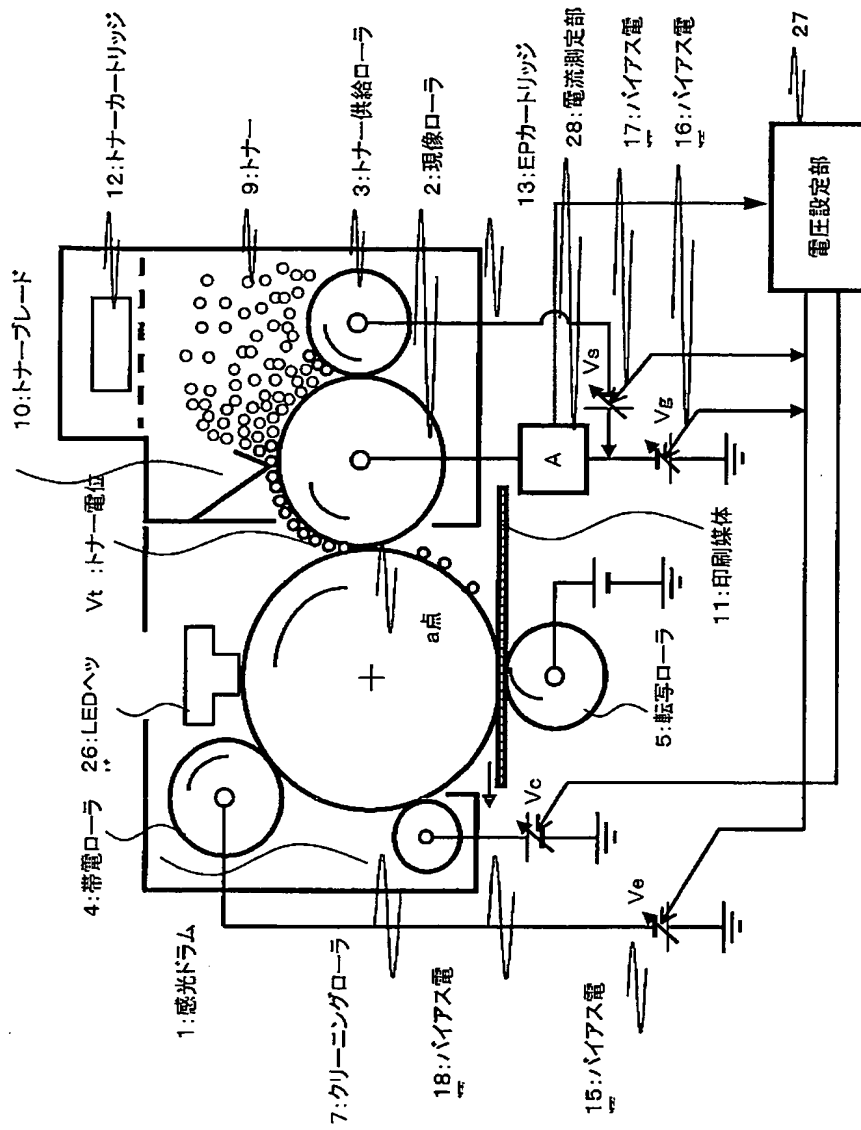 12:トナーカートリッジ
9:トナー
3:トナー供給ローラ
2:現像ローラ
13:EPカートリッジ
28:電流測定部
17:バイアス電
16:バイアス電
27
電圧設定部
10:トナーブレード
Vt :トナー電位
26:LEDヘッ
4:帯電ローラ
1:感光ドラム
7:クリーニングローラ
18:バイアス電
15:バイアス電
a点
11:印刷媒体
5:転写ローラ
A
Vs
Vg
Vc
Ve